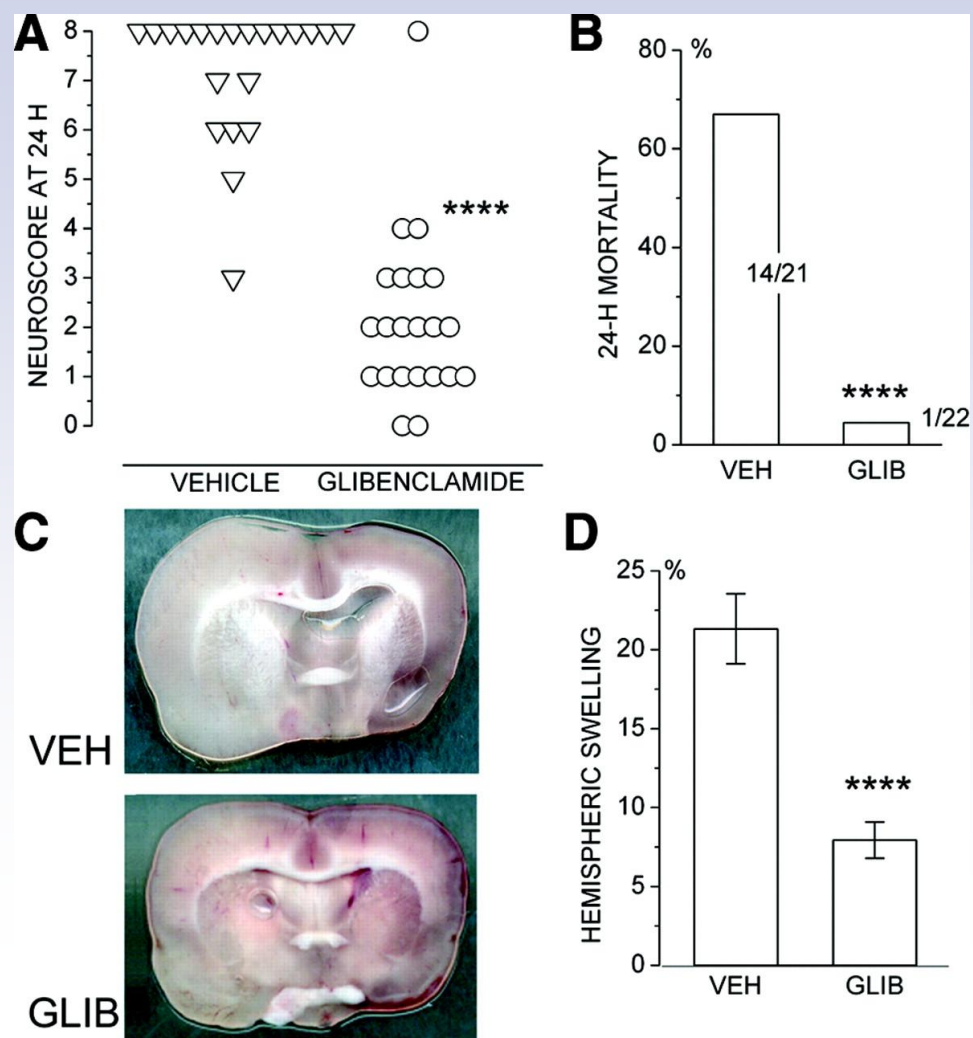 A
NEUROSCORE AT 24 H
8
7
6
5
4
3
2
1
0
****
VEHICLE GLIBENCLAMIDE
B
24-H MORTALITY
80 %
60
40
20
0
14/21
****
1/22
VEH GLIB
C
VEH
GLIB
D
HEMISPHERIC SWELLING
25 %
20
15
10
5
0
****
VEH GLIB